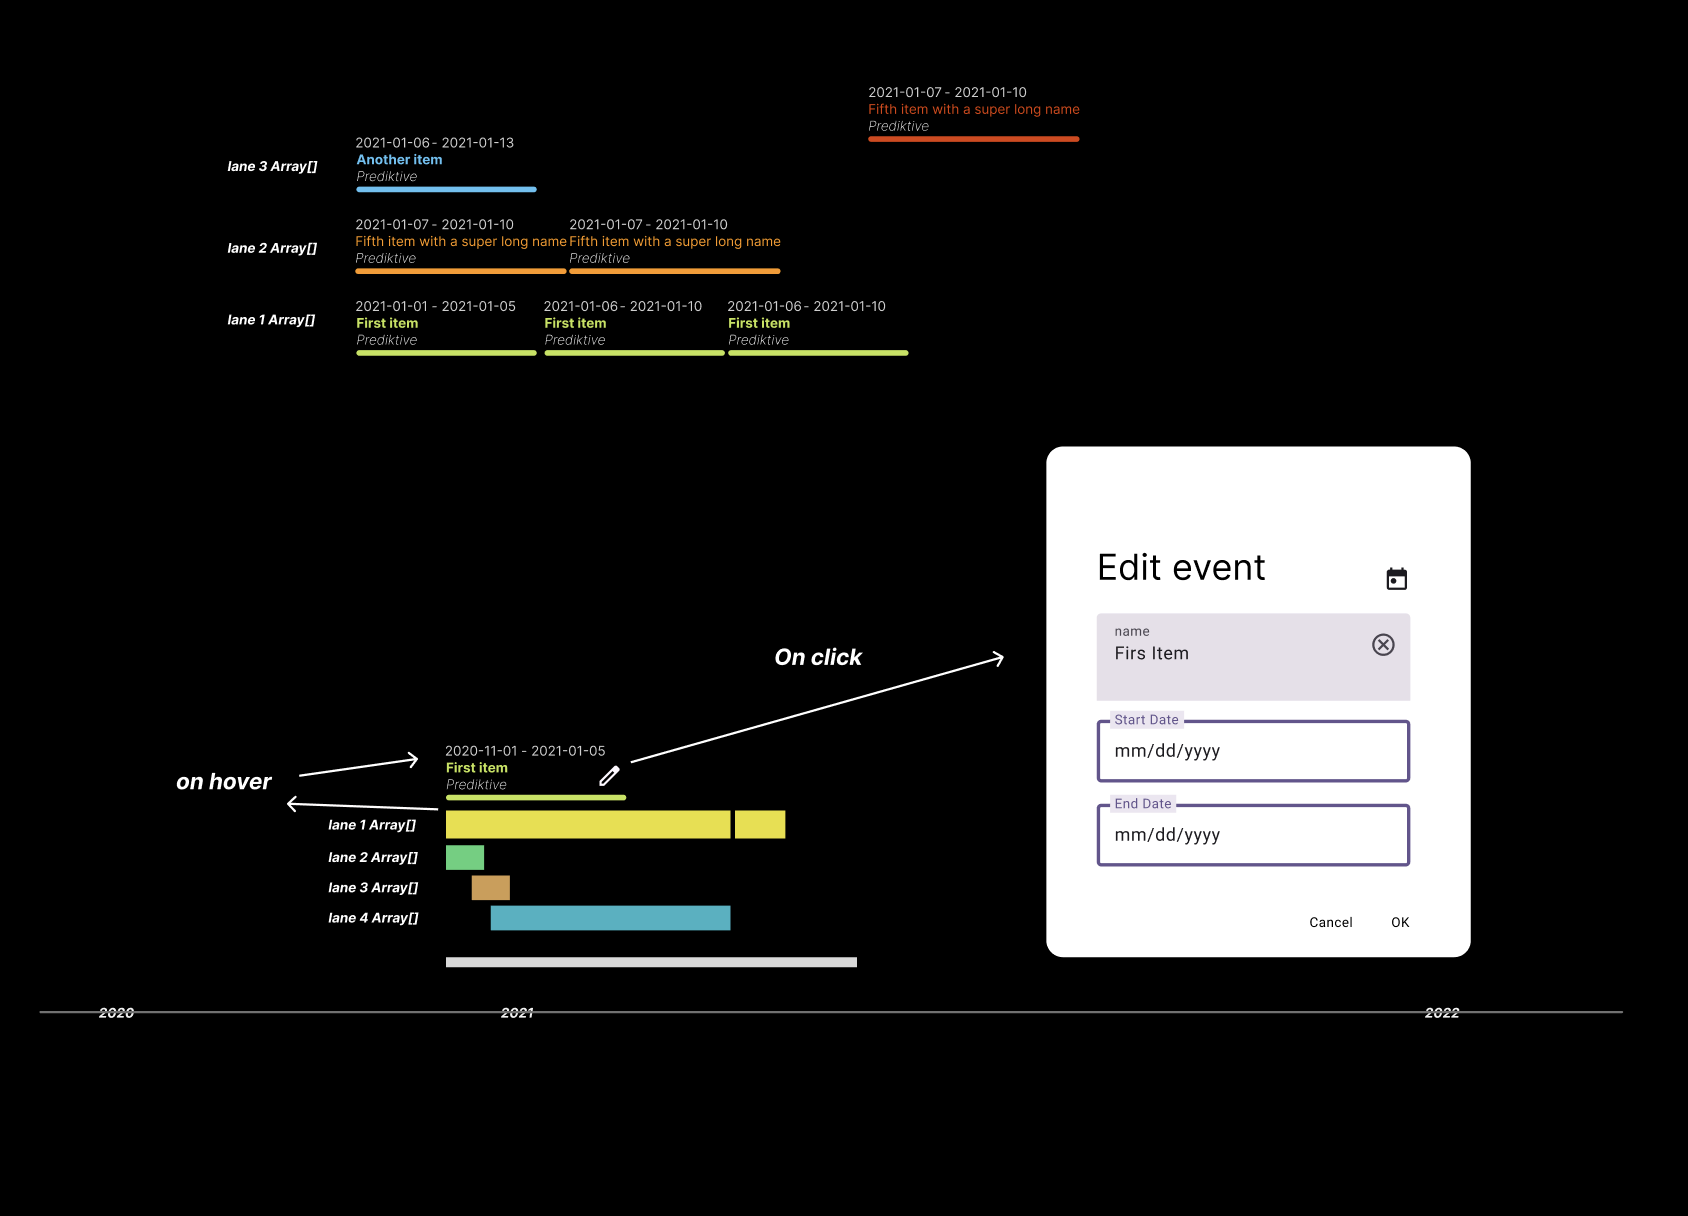 2021-01-07 - 2021-01-10
Fifth item with a super long name
Prediktive
lane 3 Array[]
2021-01-06 - 2021-01-13
Another item
Prediktive
lane 2 Array[]
2021-01-07 - 2021-01-10
Fifth item with a super long name
Prediktive
2021-01-07 - 2021-01-10
Fifth item with a super long name
Prediktive
lane 1 Array[]
2021-01-01 - 2021-01-05
First item
Prediktive
2021-01-06 - 2021-01-10
First item
Prediktive
2021-01-06 - 2021-01-10
First item
Prediktive
Edit event
name
Firs Item
Start Date
mm/dd/yyyy
End Date
mm/dd/yyyy
Cancel
OK
On click
on hover
2020-11-01 - 2021-01-05
First item
Prediktive
lane 1 Array[]
lane 2 Array[]
lane 3 Array[]
lane 4 Array[]
2020
2021
2022